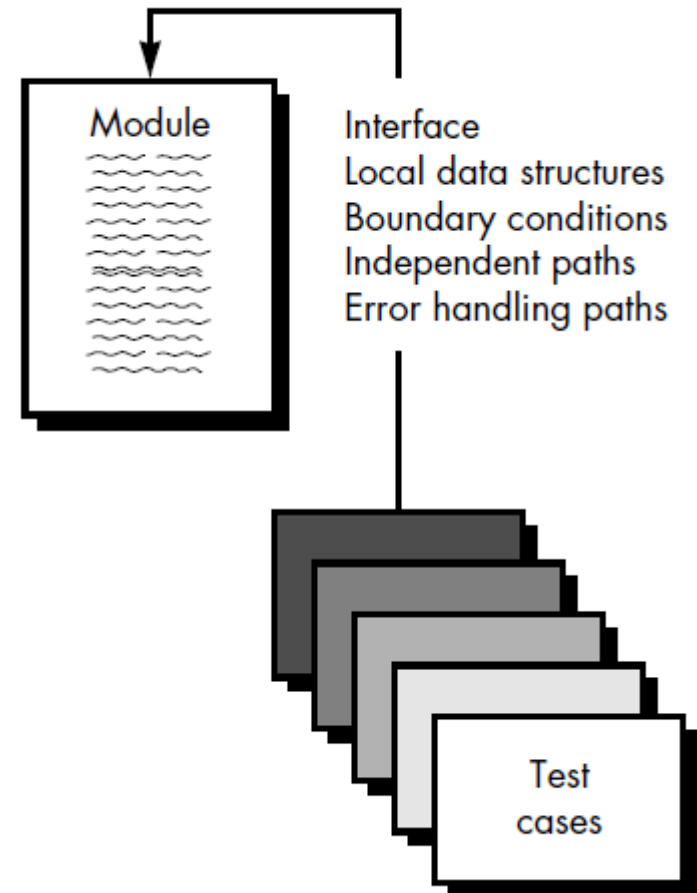 Module
Interface
Local data structures
Boundary conditions
Independent paths
Error handling paths
Test
cases